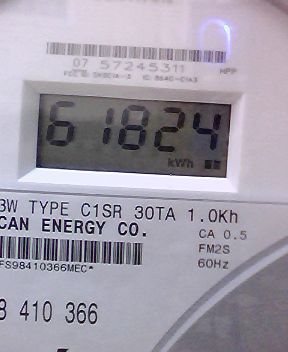 07 57245311
HPP
61824
kWh
3W TYPE C1SR 30TA 1.0Kh
CAN ENERGY CO.
CA 0.5
FM2S
60Hz
FS98410366MEC*
8 410 366